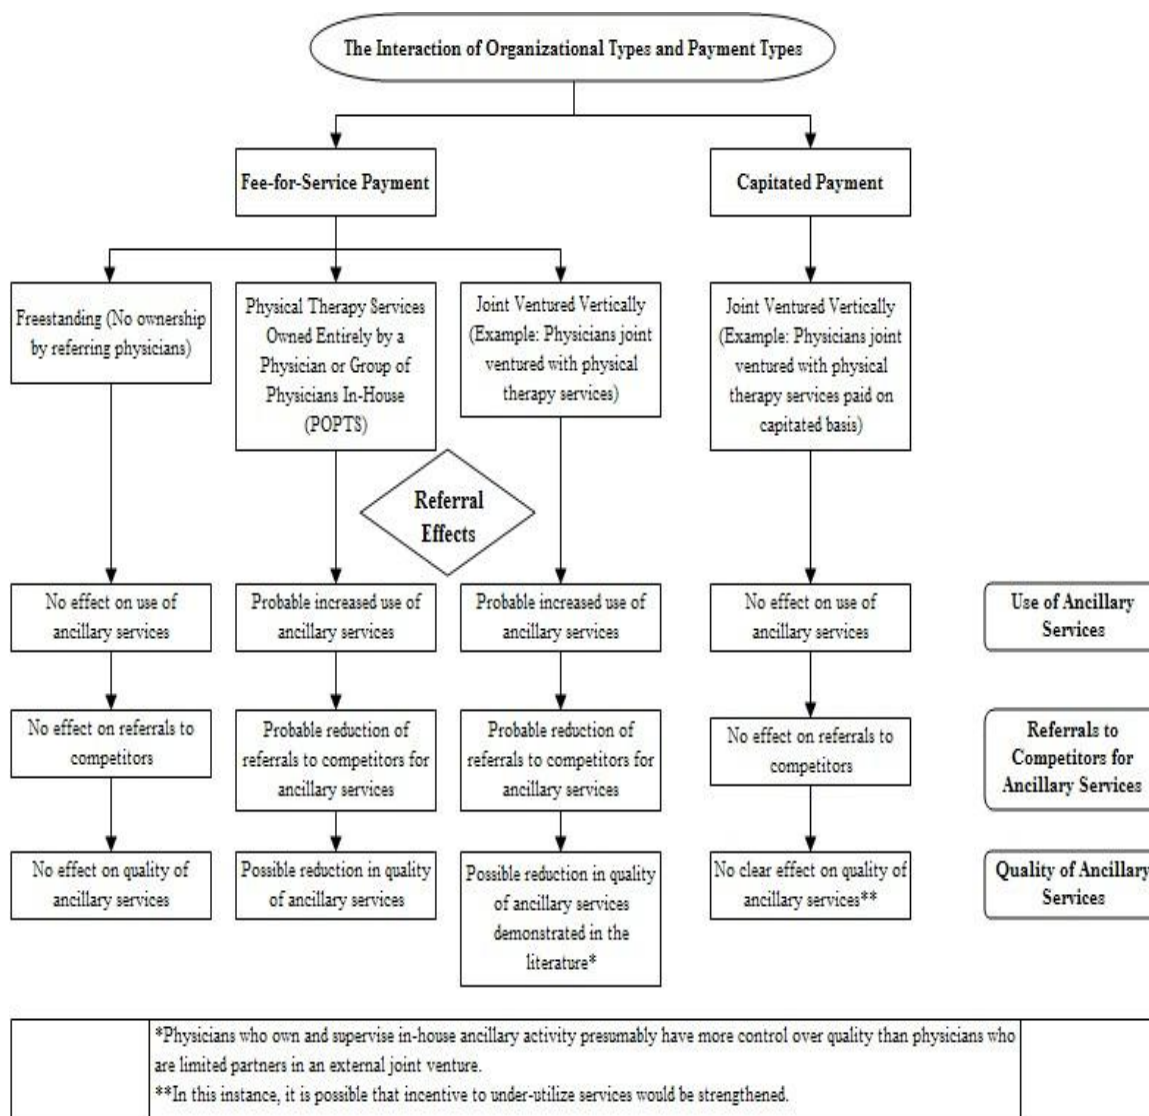 The Interaction of Organizational Types and Payment Types
Fee-for-Service Payment
Capitated Payment
Freestanding (No ownership
by referring physicians)
Physical Therapy Services
Owned Entirely by a
Physician or Group of
Physicians In-House
(POPTS)
Joint Ventured Vertically
(Example: Physicians joint
ventured with physical
therapy services)
Joint Ventured Vertically
(Example: Physicians joint
ventured with physical
therapy services paid on
capitated basis)
Referral
Effects
No effect on use of
ancillary services
Probable increased use of
ancillary services
Probable increased use of
ancillary services
No effect on use of
ancillary services
Use of Ancillary
Services
No effect on referrals to
competitors
Probable reduction of
referrals to competitors for
ancillary services
Probable reduction of
referrals to competitors for
ancillary services
No effect on referrals to
competitors
Referrals to
Competitors for
Ancillary Services
No effect on quality of
ancillary services
Possible reduction in quality
of ancillary services
Possible reduction in quality
of ancillary services
demonstrated in the
literature*
No clear effect on quality of
ancillary services**
Quality of Ancillary
Services
*Physicians who own and supervise in-house ancillary activity presumably have more control over quality than physicians who
are limited partners in an external joint venture.
**In this instance, it is possible that incentive to under-utilize services would be strengthened.